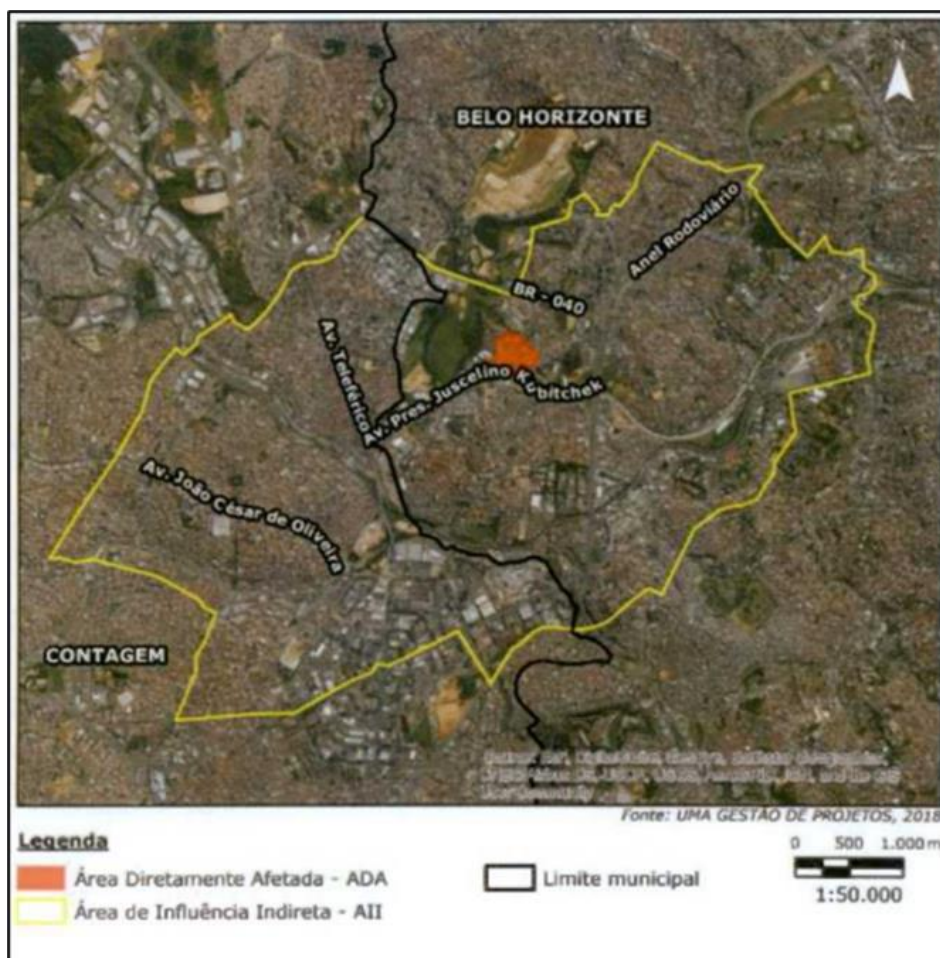 BELO HORIZONTE
Anel Rodoviário
BR - 040
Av. Teleférico
Av. Pres. Juscelino Kubitchek
Av. João César de Oliveira
CONTAGEM
Fonte: UMA GESTÃO DE PROJETOS, 2018
Legenda
Área Diretamente Afetada - ADA
Área de Influência Indireta - AII
Limite municipal
0 500 1.000 m
1:50.000